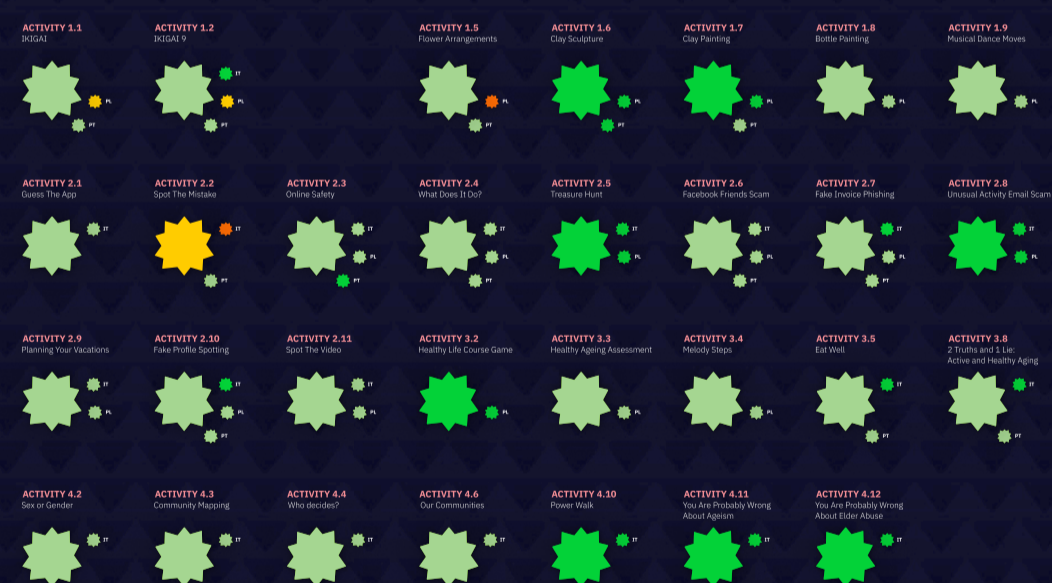 ACTIVITY 1.1
IKIGAI
PL
PT
ACTIVITY 1.2
IKIGAI 9
IT
PL
PT
ACTIVITY 1.5
Flower Arrangements
PL
PT
ACTIVITY 1.6
Clay Sculpture
PL
PT
ACTIVITY 1.7
Clay Painting
PL
PT
ACTIVITY 1.8
Bottle Painting
PL
ACTIVITY 1.9
Musical Dance Moves
PL
ACTIVITY 2.1
Guess The App
IT
ACTIVITY 2.2
Spot The Mistake
IT
PT
ACTIVITY 2.3
Online Safety
IT
PL
PT
ACTIVITY 2.4
What Does It Do?
IT
PL
PT
ACTIVITY 2.5
Treasure Hunt
IT
PL
ACTIVITY 2.6
Facebook Friends Scam
IT
PL
PT
ACTIVITY 2.7
Fake Invoice Phishing
IT
PL
PT
ACTIVITY 2.8
Unusual Activity Email Scam
IT
PL
ACTIVITY 2.9
Planning Your Vacations
IT
PL
ACTIVITY 2.10
Fake Profile Spotting
IT
PL
PT
ACTIVITY 2.11
Spot The Video
IT
PL
ACTIVITY 3.2
Healthy Life Course Game
PL
ACTIVITY 3.3
Healthy Ageing Assessment
PL
ACTIVITY 3.4
Melody Steps
PL
ACTIVITY 3.5
Eat Well
IT
PT
ACTIVITY 3.8
2 Truths and 1 Lie:
Active and Healthy Aging
IT
PT
ACTIVITY 4.2
Sex or Gender
IT
ACTIVITY 4.3
Community Mapping
IT
ACTIVITY 4.4
Who decides?
IT
ACTIVITY 4.6
Our Communities
IT
ACTIVITY 4.10
Power Walk
IT
ACTIVITY 4.11
You Are Probably Wrong
About Ageism
IT
ACTIVITY 4.12
You Are Probably Wrong
About Elder Abuse
IT